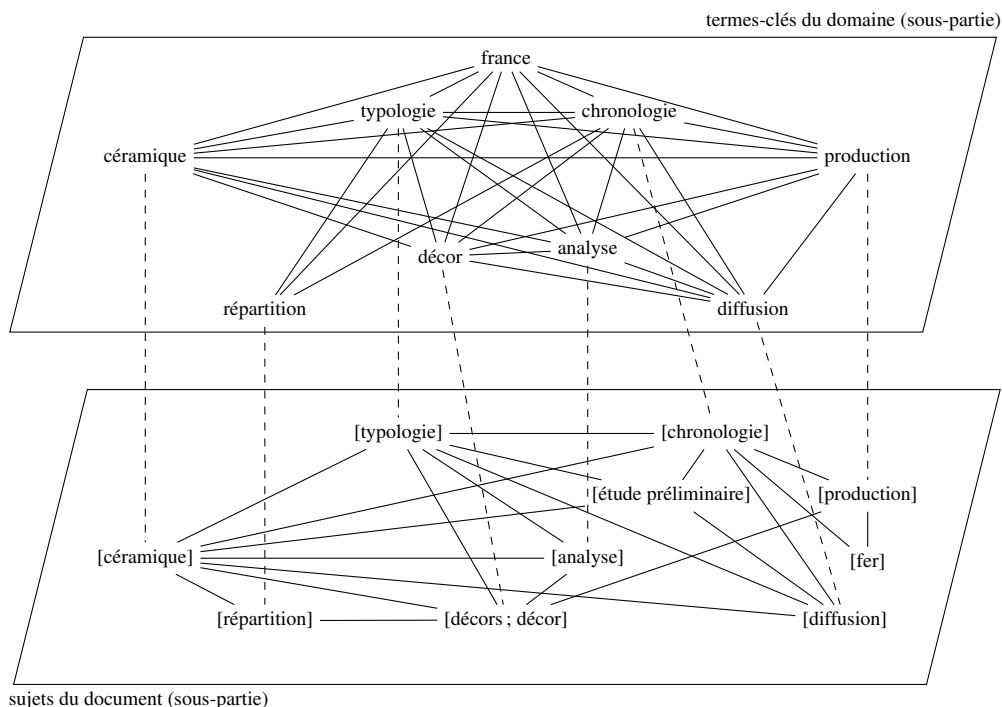 termes-clés du domaine (sous-partie)
france
typologie
chronologie
céramique
production
décor
analyse
répartition
diffusion
[typologie]
[chronologie]
[étude préliminaire]
[production]
[céramique]
[analyse]
[fer]
[répartition]
[décors ; décor]
[diffusion]
sujets du document (sous-partie)